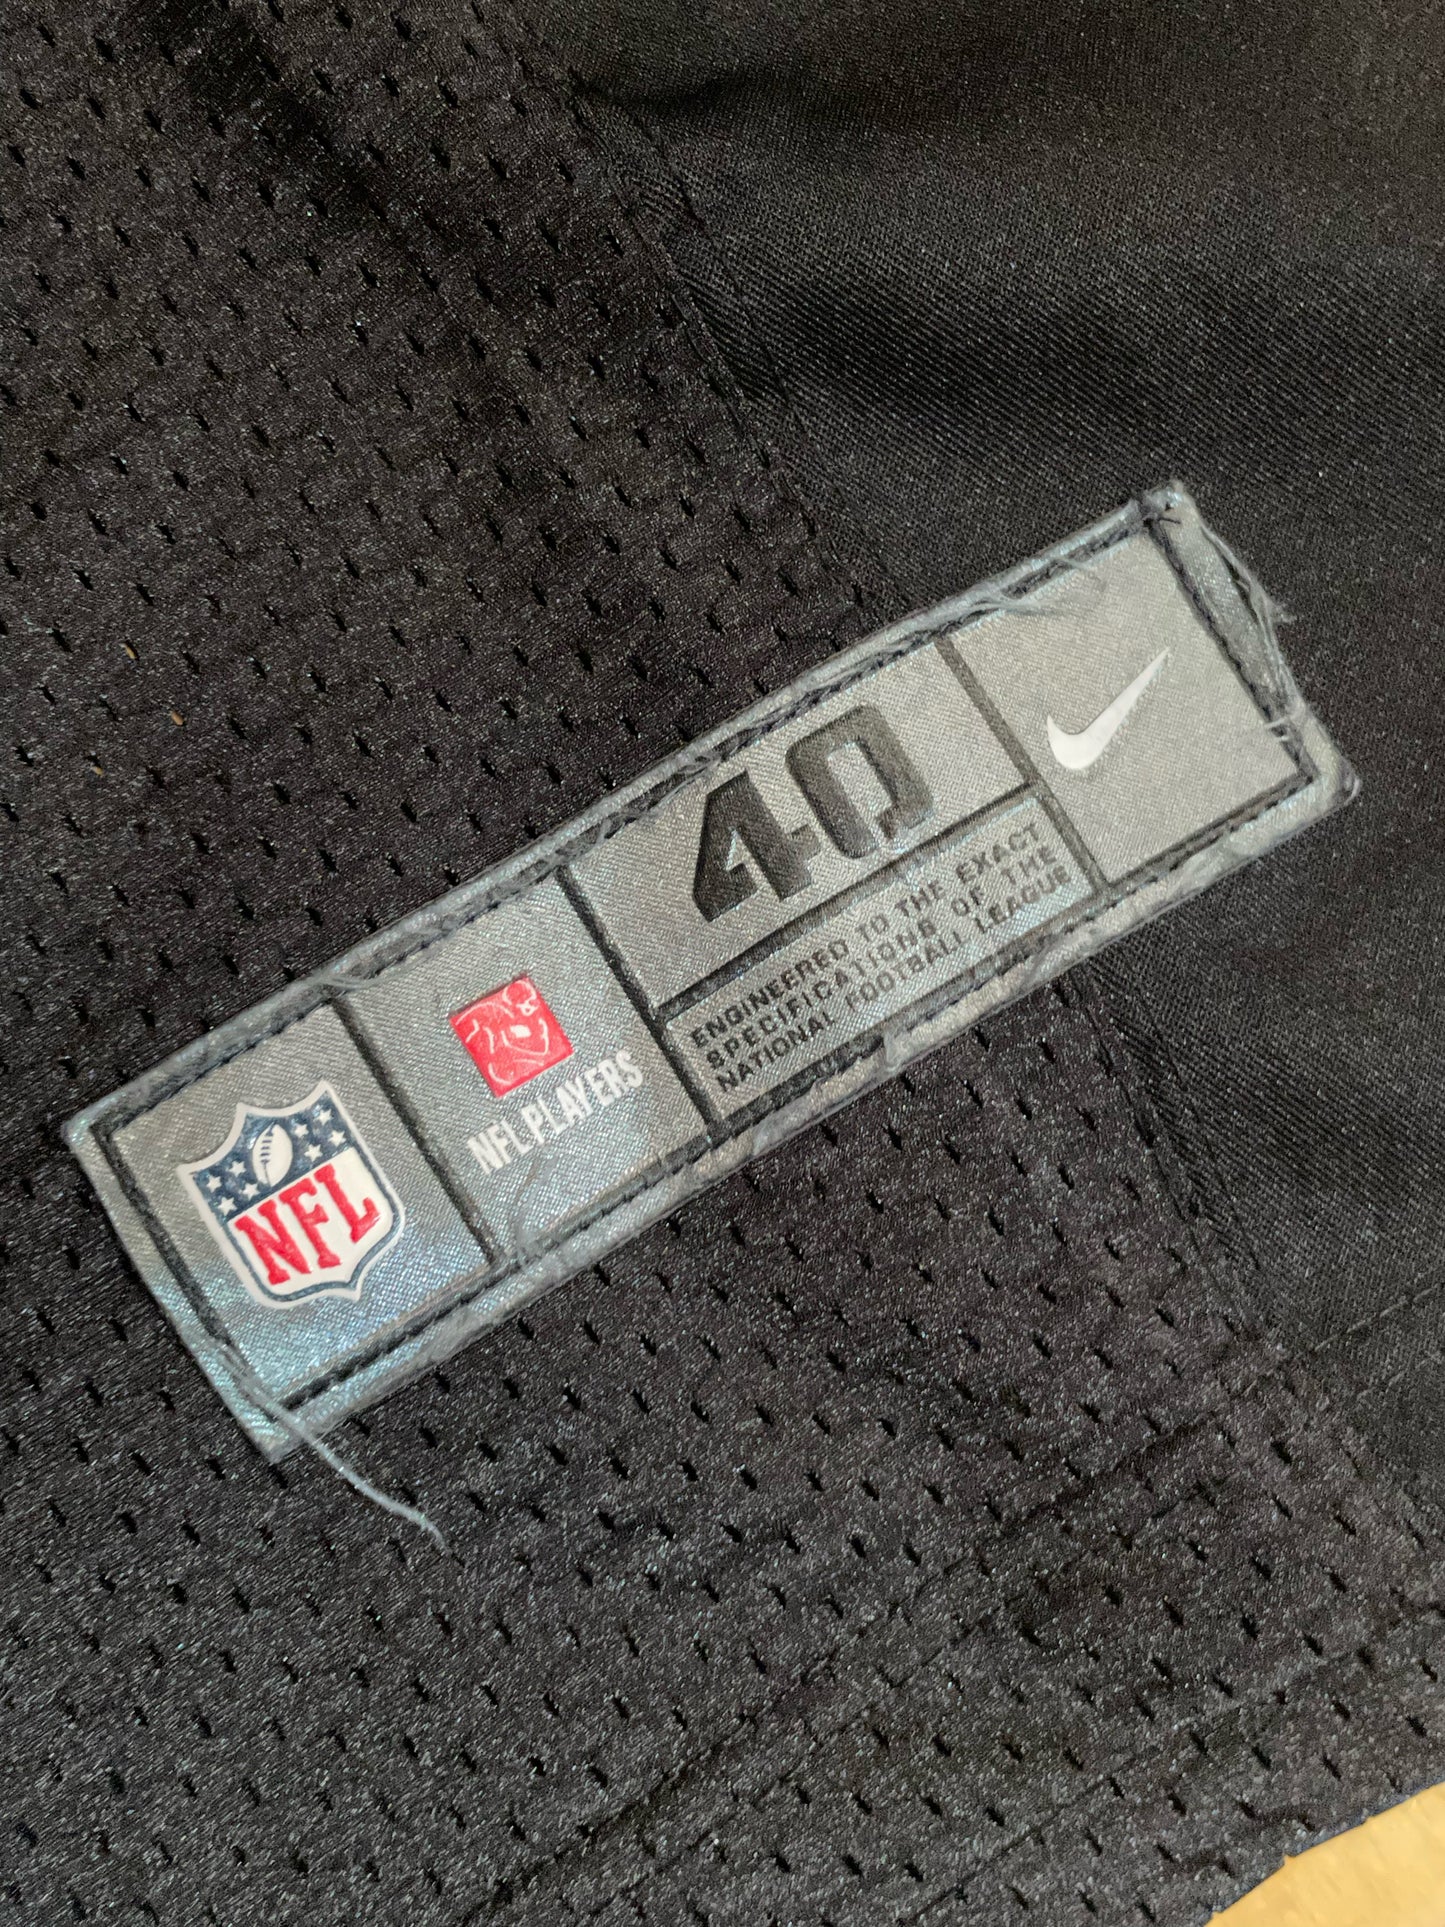 NFL
NFL PLAYERS
40
ENGINEERED TO THE EXACT
SPECIFICATIONS OF THE
NATIONAL FOOTBALL LEAGUE